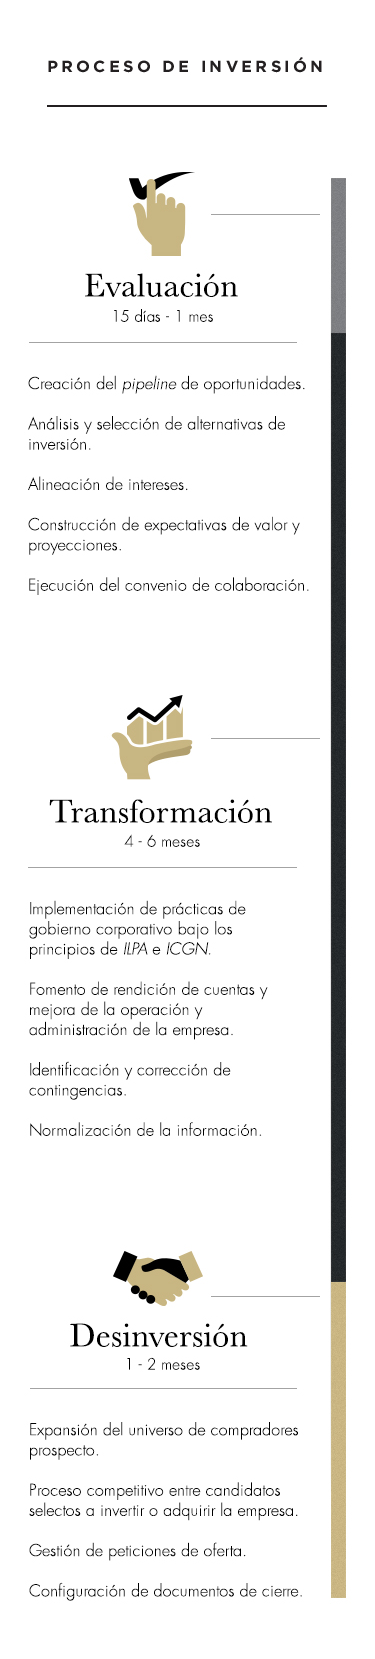 PROCESO DE INVERSIÓN
Evaluación
15 días - 1 mes
Creación del pipeline de oportunidades.
Análisis y selección de alternativas de
inversión.
Alineación de intereses.
Construcción de expectativas de valor y
proyecciones.
Ejecución del convenio de colaboración.
Transformación
4 - 6 meses
Implementación de prácticas de
gobierno corporativo bajo los
principios de ILPA e ICGN.
Fomento de rendición de cuentas y
mejora de la operación y
administración de la empresa.
Identificación y corrección de
contingencias.
Normalización de la información.
Desinversión
1 - 2 meses
Expansión del universo de compradores
prospecto.
Proceso competitivo entre candidatos
selectos a invertir o adquirir la empresa.
Gestión de peticiones de oferta.
Configuración de documentos de cierre.